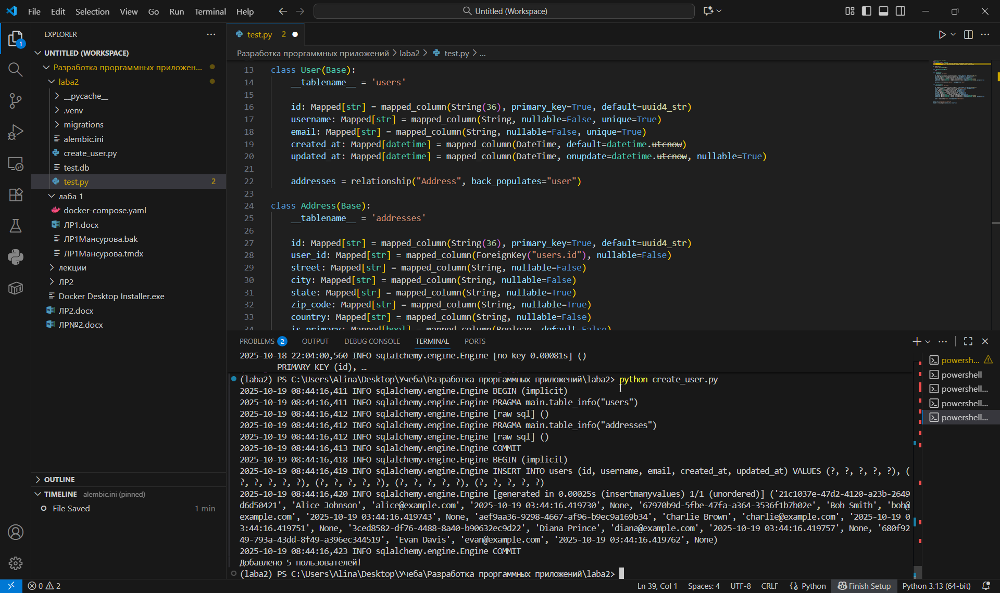 File Edit Selection View Go Run Terminal Help
Untitled (Workspace)
EXPLORER
UNTITLED (WORKSPACE)
Разработка проргаммных приложен...
laba2
__pycache__
.venv
migrations
alembic.ini
create_user.py
test.db
test.py 2
лаба 1
docker-compose.yaml
ЛР1.docx
ЛР1Мансурова.bak
ЛР1Мансурова.tmdx
лекции
ЛР2
Docker Desktop Installer.exe
ЛР2.docx
ЛР№2.docx
OUTLINE
TIMELINE alembic.ini (pinned)
File Saved 1 min
1
test.py 2
Разработка проргаммных приложений > laba2 > test.py > ...
13 class User(Base):
14 __tablename__ = 'users'
15
16 id: Mapped[str] = mapped_column(String(36), primary_key=True, default=uuid4_str)
17 username: Mapped[str] = mapped_column(String, nullable=False, unique=True)
18 email: Mapped[str] = mapped_column(String, nullable=False, unique=True)
19 created_at: Mapped[datetime] = mapped_column(DateTime, default=datetime.utcnow)
20 updated_at: Mapped[datetime] = mapped_column(DateTime, onupdate=datetime.utcnow, nullable=True)
21
22 addresses = relationship("Address", back_populates="user")
23
24 class Address(Base):
25 __tablename__ = 'addresses'
26
27 id: Mapped[str] = mapped_column(String(36), primary_key=True, default=uuid4_str)
28 user_id: Mapped[str] = mapped_column(ForeignKey("users.id"), nullable=False)
29 street: Mapped[str] = mapped_column(String, nullable=False)
30 city: Mapped[str] = mapped_column(String, nullable=False)
31 state: Mapped[str] = mapped_column(String, nullable=True)
32 zip_code: Mapped[str] = mapped_column(String, nullable=True)
33 country: Mapped[str] = mapped_column(String, nullable=False)
34 is_primary: Mapped[bool] = mapped_column(Boolean, default=False)
PROBLEMS 2 OUTPUT DEBUG CONSOLE TERMINAL PORTS
2025-10-18 22:04:00,560 INFO sqlalchemy.engine.Engine [no key 0.00081s] ()
PRIMARY KEY (id), …
(laba2) PS C:\Users\Alina\Desktop\Учеба\Разработка проргаммных приложений\laba2> python create_user.py
2025-10-19 08:44:16,411 INFO sqlalchemy.engine.Engine BEGIN (implicit)
2025-10-19 08:44:16,411 INFO sqlalchemy.engine.Engine PRAGMA main.table_info("users")
2025-10-19 08:44:16,412 INFO sqlalchemy.engine.Engine [raw sql] ()
2025-10-19 08:44:16,412 INFO sqlalchemy.engine.Engine PRAGMA main.table_info("addresses")
2025-10-19 08:44:16,412 INFO sqlalchemy.engine.Engine [raw sql] ()
2025-10-19 08:44:16,413 INFO sqlalchemy.engine.Engine COMMIT
2025-10-19 08:44:16,418 INFO sqlalchemy.engine.Engine BEGIN (implicit)
2025-10-19 08:44:16,419 INFO sqlalchemy.engine.Engine INSERT INTO users (id, username, email, created_at, updated_at) VALUES (?, ?, ?, ?, ?), (
?, ?, ?, ?, ?), (?, ?, ?, ?, ?), (?, ?, ?, ?, ?), (?, ?, ?, ?, ?)
2025-10-19 08:44:16,420 INFO sqlalchemy.engine.Engine [generated in 0.00025s (insertmanyvalues) 1/1 (unordered)] ('21c1037e-47d2-4120-a23b-2649
d6d50421', 'Alice Johnson', 'alice@example.com', '2025-10-19 03:44:16.419730', None, '67970b9d-5fbe-47fa-a364-3536f1b7b02e', 'Bob Smith', 'bob@
example.com', '2025-10-19 03:44:16.419743', None, 'aef9aa36-9298-4667-af96-b9ec9a169b34', 'Charlie Brown', 'charlie@example.com', '2025-10-19 0
3:44:16.419751', None, '3ced8582-df76-4488-8a40-b90632ec9d22', 'Diana Prince', 'diana@example.com', '2025-10-19 03:44:16.419757', None, '680f92
49-793a-43dd-8f49-a396ec344519', 'Evan Davis', 'evan@example.com', '2025-10-19 03:44:16.419762', None)
2025-10-19 08:44:16,423 INFO sqlalchemy.engine.Engine COMMIT
Добавлено 5 пользователей!
(laba2) PS C:\Users\Alina\Desktop\Учеба\Разработка проргаммных приложений\laba2>
powersh...
powershell
powershell...
powershell...
powershell...
0 2
Ln 39, Col 1 Spaces: 4 UTF-8 CRLF Python Finish Setup Python 3.13 (64-bit)